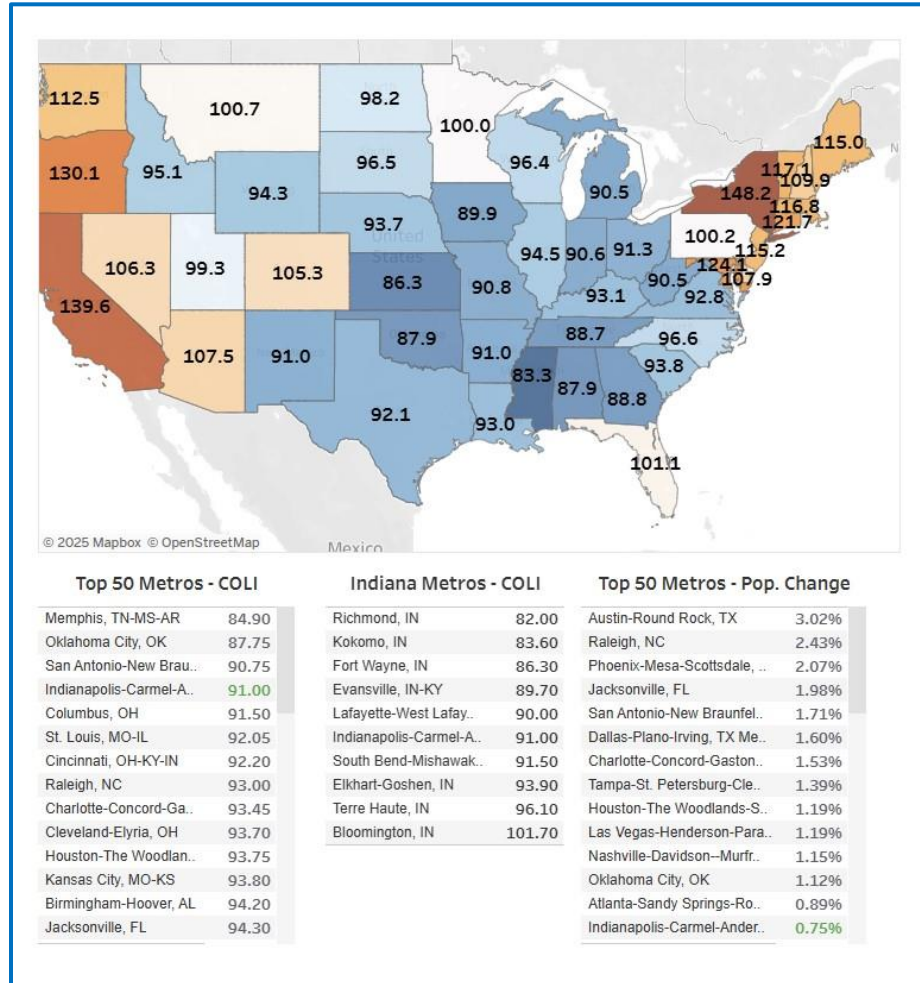 112.5
100.7
98.2
100.0
115.0
130.1
95.1
96.5
96.4
117.1
109.9
148.2
94.3
90.5
116.8
121.7
93.7
89.9
100.2
115.2
106.3
99.3
105.3
United
States
94.5
90.6
91.3
124.1
107.9
139.6
86.3
90.8
90.5
92.8
93.1
107.5
91.0
87.9
91.0
88.7
96.6
93.8
92.1
83.3
87.9
88.8
93.0
101.1
© 2025 Mapbox © OpenStreetMap
Mexico
Top 50 Metros - COLI
Memphis, TN-MS-AR 84.90
Oklahoma City, OK 87.75
San Antonio-New Brau.. 90.75
Indianapolis-Carmel-A.. 91.00
Columbus, OH 91.50
St. Louis, MO-IL 92.05
Cincinnati, OH-KY-IN 92.20
Raleigh, NC 93.00
Charlotte-Concord-Ga.. 93.45
Cleveland-Elyria, OH 93.70
Houston-The Woodlan.. 93.75
Kansas City, MO-KS 93.80
Birmingham-Hoover, AL 94.20
Jacksonville, FL 94.30
Indiana Metros - COLI
Richmond, IN 82.00
Kokomo, IN 83.60
Fort Wayne, IN 86.30
Evansville, IN-KY 89.70
Lafayette-West Lafay.. 90.00
Indianapolis-Carmel-A.. 91.00
South Bend-Mishawak.. 91.50
Elkhart-Goshen, IN 93.90
Terre Haute, IN 96.10
Bloomington, IN 101.70
Top 50 Metros - Pop. Change
Austin-Round Rock, TX 3.02%
Raleigh, NC 2.43%
Phoenix-Mesa-Scottsdale, .. 2.07%
Jacksonville, FL 1.98%
San Antonio-New Braunfel.. 1.71%
Dallas-Plano-Irving, TX Me.. 1.60%
Charlotte-Concord-Gaston.. 1.53%
Tampa-St. Petersburg-Cle.. 1.39%
Houston-The Woodlands-S.. 1.19%
Las Vegas-Henderson-Para.. 1.19%
Nashville-Davidson--Murfr.. 1.15%
Oklahoma City, OK 1.12%
Atlanta-Sandy Springs-Ro.. 0.89%
Indianapolis-Carmel-Ander.. 0.75%